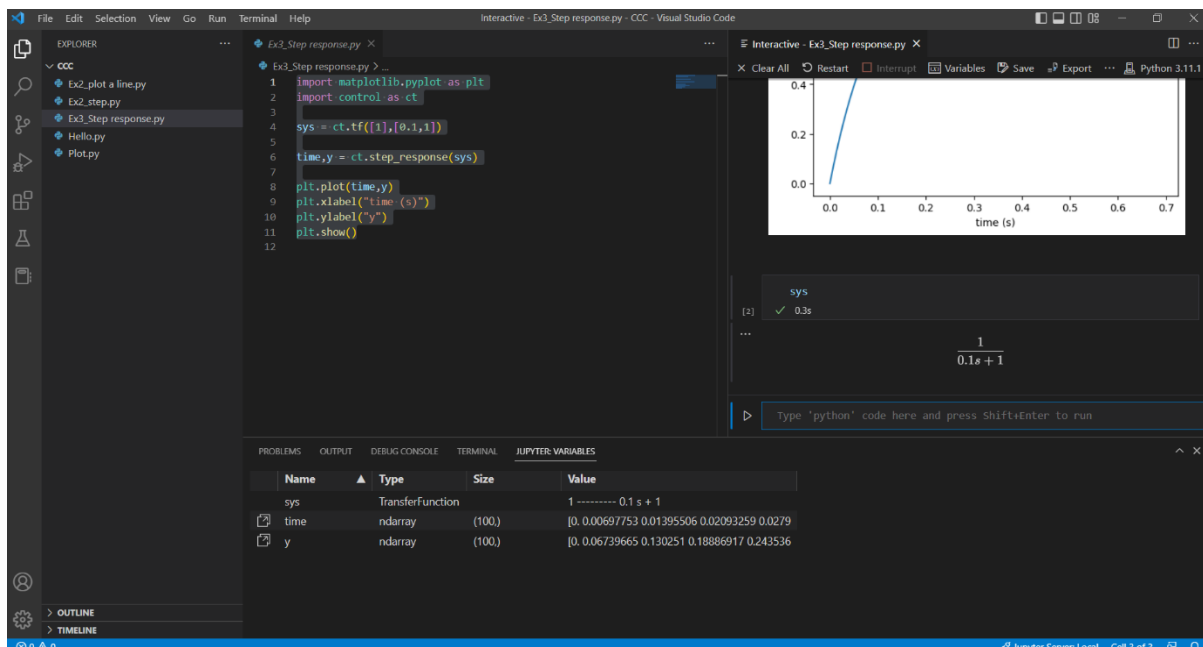 File Edit Selection View Go Run Terminal Help
Interactive - Ex3_Step response.py - CCC - Visual Studio Code
EXPLORER ...
CCC
Ex2_plot a line.py
Ex2_step.py
Ex3_Step response.py
Hello.py
Plot.py
OUTLINE
TIMELINE
Ex3_Step response.py ...
Ex3_Step response.py > ...
1 import matplotlib.pyplot as plt
2 import control as ct
3
4 sys = ct.tf([1],[0.1,1])
5
6 time,y = ct.step_response(sys)
7
8 plt.plot(time,y)
9 plt.xlabel("time (s)")
10 plt.ylabel("y")
11 plt.show()
12
Interactive - Ex3_Step response.py ...
Clear All Restart Interrupt Variables Save Export ... Python 3.11.1
0.4
0.2
0.0
0.0 0.1 0.2 0.3 0.4 0.5 0.6 0.7
time (s)
sys
[2] ✓ 0.3s
...
1
0.1s + 1
Type 'python' code here and press Shift+Enter to run
PROBLEMS OUTPUT DEBUG CONSOLE TERMINAL JUPYTER: VARIABLES
Name ▲ Type Size Value
sys TransferFunction 1 --------- 0.1 s + 1
time ndarray (100,) [0. 0.00697753 0.01395506 0.02093259 0.0279
y ndarray (100,) [0. 0.06739665 0.130251 0.18886917 0.243536
0 0
Jupyter Server: Local Cell 2 of 2